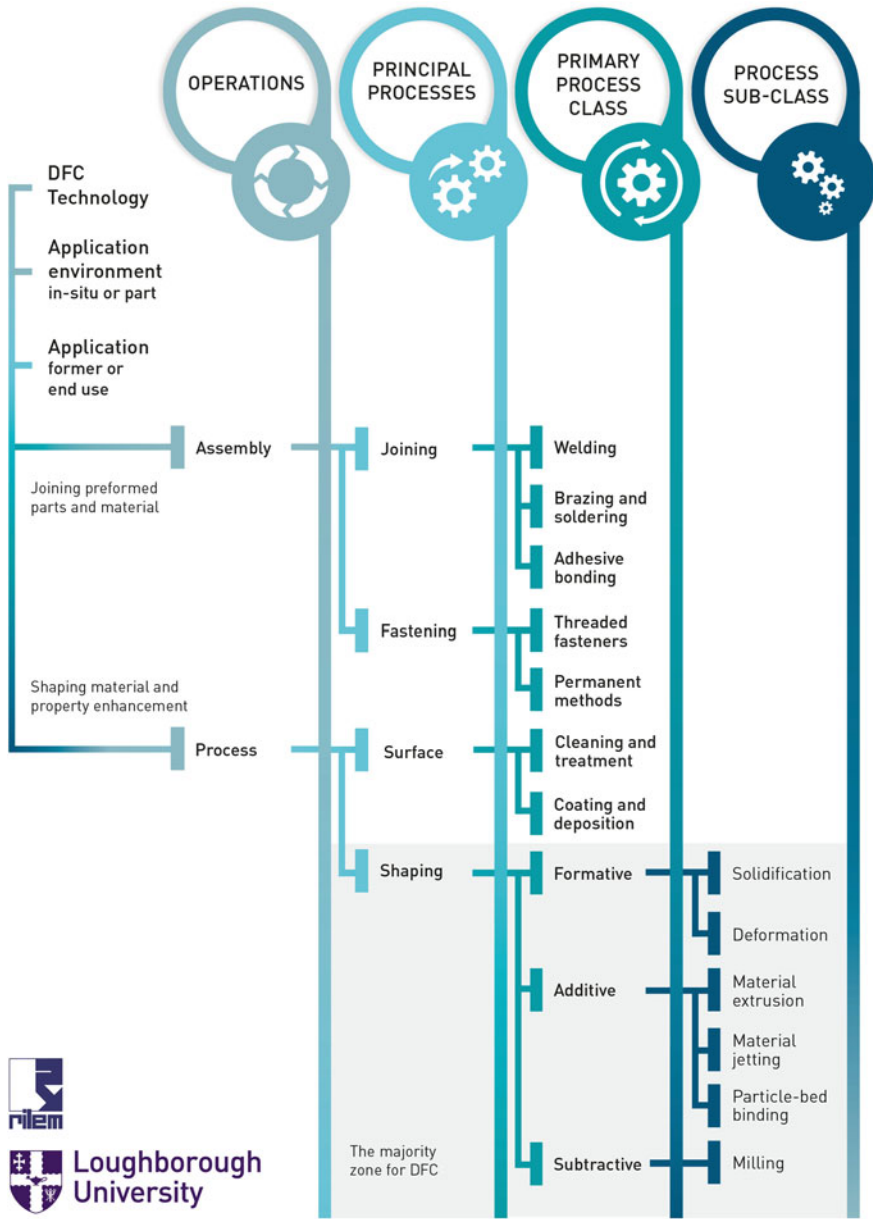 OPERATIONS
PRINCIPAL
PROCESSES
PRIMARY
PROCESS
CLASS
PROCESS
SUB-CLASS
DFC
Technology
Application
environment
in-situ or part
Application
former or
end use
Assembly
Joining
Welding
Joining preformed
parts and material
Brazing and
soldering
Adhesive
bonding
Fastening
Threaded
fasteners
Permanent
methods
Shaping material and
property enhancement
Process
Surface
Cleaning and
treatment
Coating and
deposition
Shaping
Formative
Solidification
Deformation
Additive
Material
extrusion
Material
jetting
Particle-bed
binding
The majority
zone for DFC
Subtractive
Milling
rilem
Loughborough
University